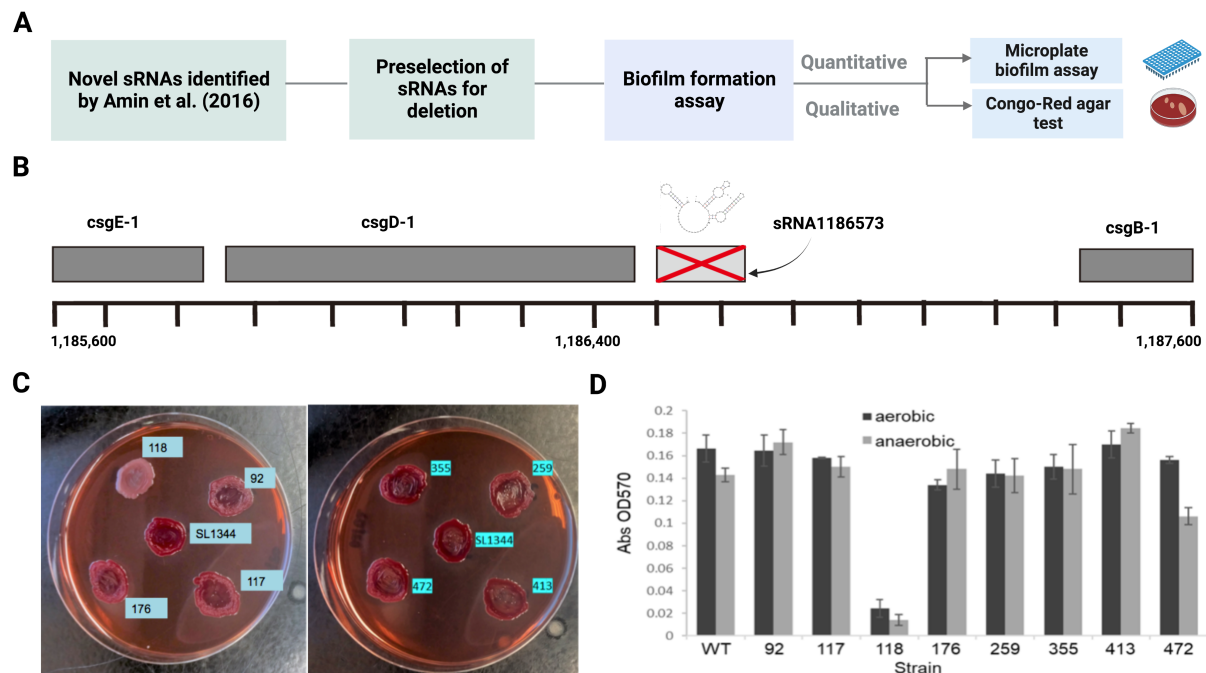 A
Novel sRNAs identified
by Amin et al. (2016)
Preselection of
sRNAs for
deletion
Biofilm formation
assay
Quantitative
Qualitative
Microplate
biofilm assay
Congo-Red agar
test
B
csgE-1
csgD-1
sRNA1186573
csgB-1
1,185,600
1,186,400
1,187,600
C
118
92
SL1344
117
176
355
259
SL1344
472
413
D
aerobic
anaerobic
Abs OD570
0.2
0.18
0.16
0.14
0.12
0.1
0.08
0.06
0.04
0.02
0
WT
92
117
118
176
259
355
413
472
Strain